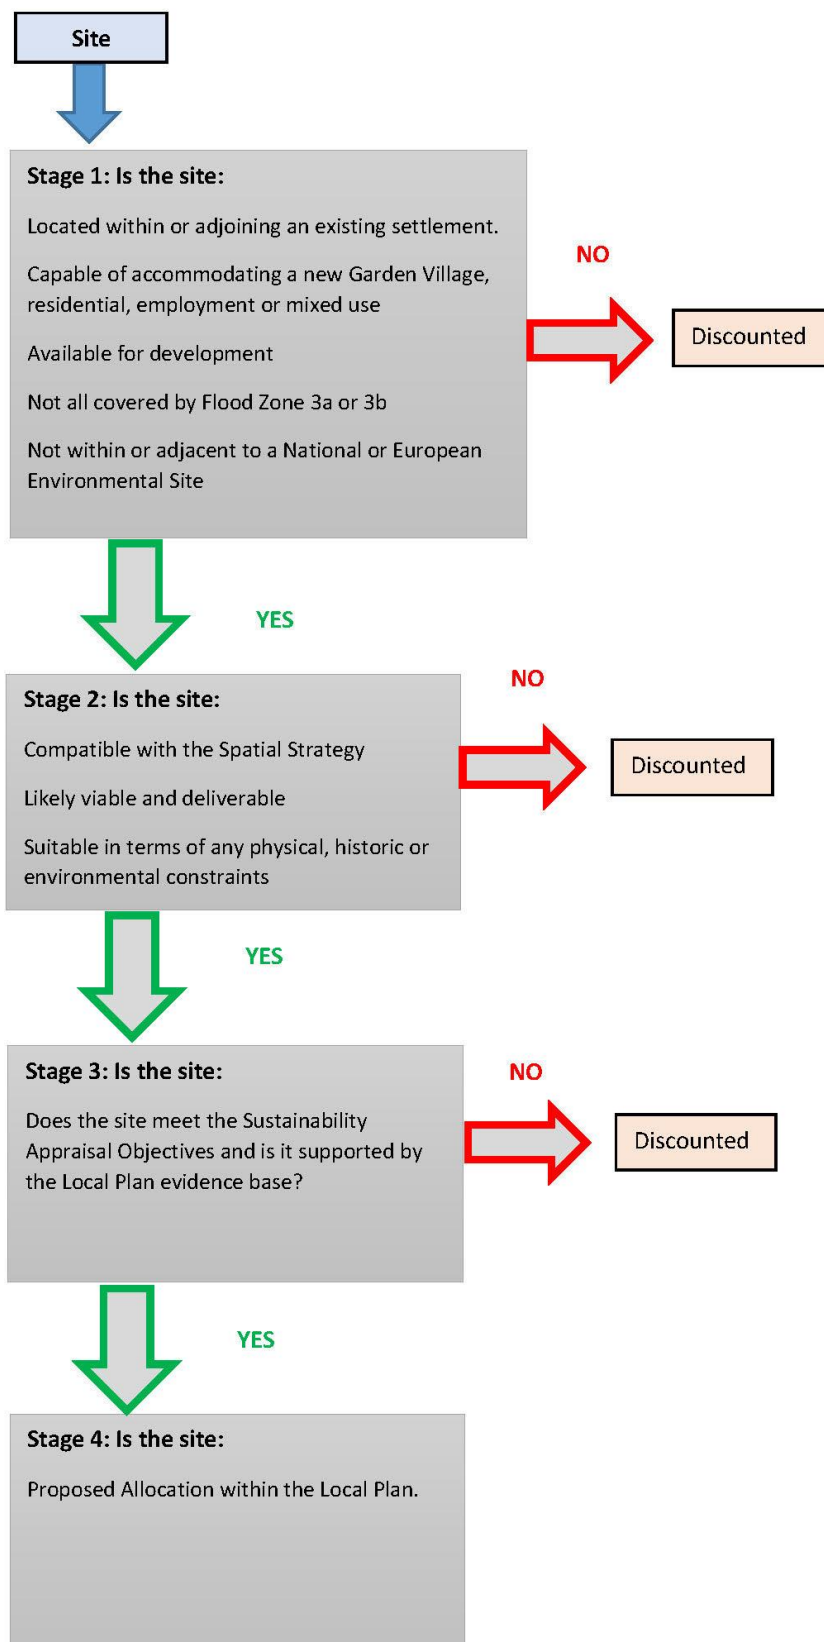 Site
Stage 1: Is the site:
Located within or adjoining an existing settlement.
Capable of accommodating a new Garden Village,
residential, employment or mixed use
Available for development
Not all covered by Flood Zone 3a or 3b
Not within or adjacent to a National or European
Environmental Site
NO
Discounted
YES
Stage 2: Is the site:
Compatible with the Spatial Strategy
Likely viable and deliverable
Suitable in terms of any physical, historic or
environmental constraints
NO
Discounted
YES
Stage 3: Is the site:
Does the site meet the Sustainability
Appraisal Objectives and is it supported by
the Local Plan evidence base?
NO
Discounted
YES
Stage 4: Is the site:
Proposed Allocation within the Local Plan.